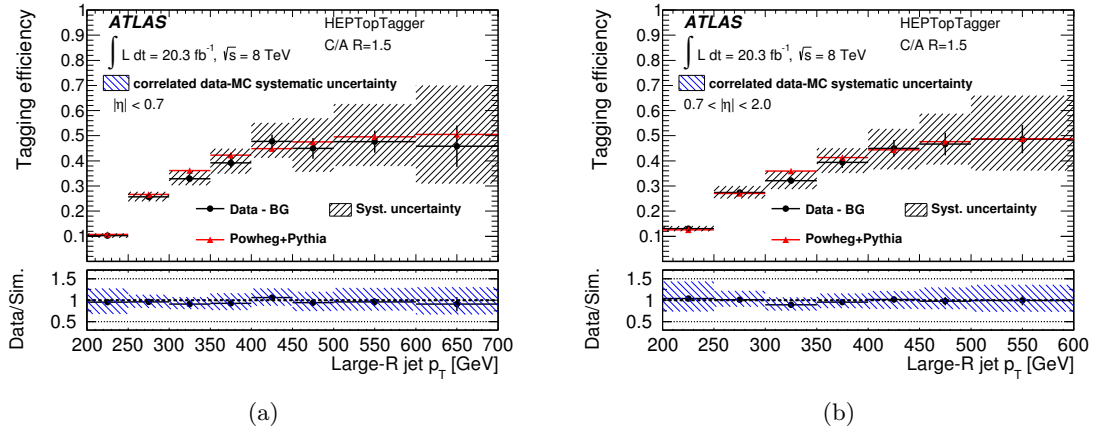 ATLAS
HEPTopTagger
∫ L dt = 20.3 fb⁻¹, √s = 8 TeV
C/A R=1.5
correlated data-MC systematic uncertainty
|η| < 0.7
Data - BG
Syst. uncertainty
Powheg+Pythia
Tagging efficiency
1
0.9
0.8
0.7
0.6
0.5
0.4
0.3
0.2
0.1
Data/Sim.
1.5
1
0.5
200 250 300 350 400 450 500 550 600 650 700
Large-R jet p_T [GeV]
(a)
ATLAS
HEPTopTagger
∫ L dt = 20.3 fb⁻¹, √s = 8 TeV
C/A R=1.5
correlated data-MC systematic uncertainty
0.7 < |η| < 2.0
Data - BG
Syst. uncertainty
Powheg+Pythia
Tagging efficiency
1
0.9
0.8
0.7
0.6
0.5
0.4
0.3
0.2
0.1
Data/Sim.
1.5
1
0.5
200 250 300 350 400 450 500 550 600
Large-R jet p_T [GeV]
(b)